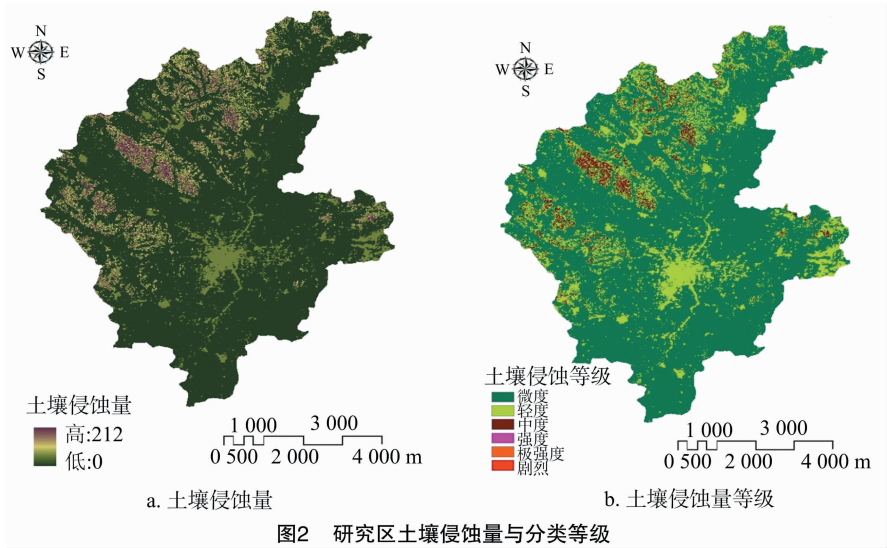 N
W E
S
土壤侵蚀量
高:212
低:0
1 000 3 000
0 500 2 000 4 000 m
a. 土壤侵蚀量
N
W E
S
土壤侵蚀等级
微度
轻度
中度
强度
极强度
剧烈
1 000 3 000
0 500 2 000 4 000 m
b. 土壤侵蚀量等级
图2 研究区土壤侵蚀量与分类等级